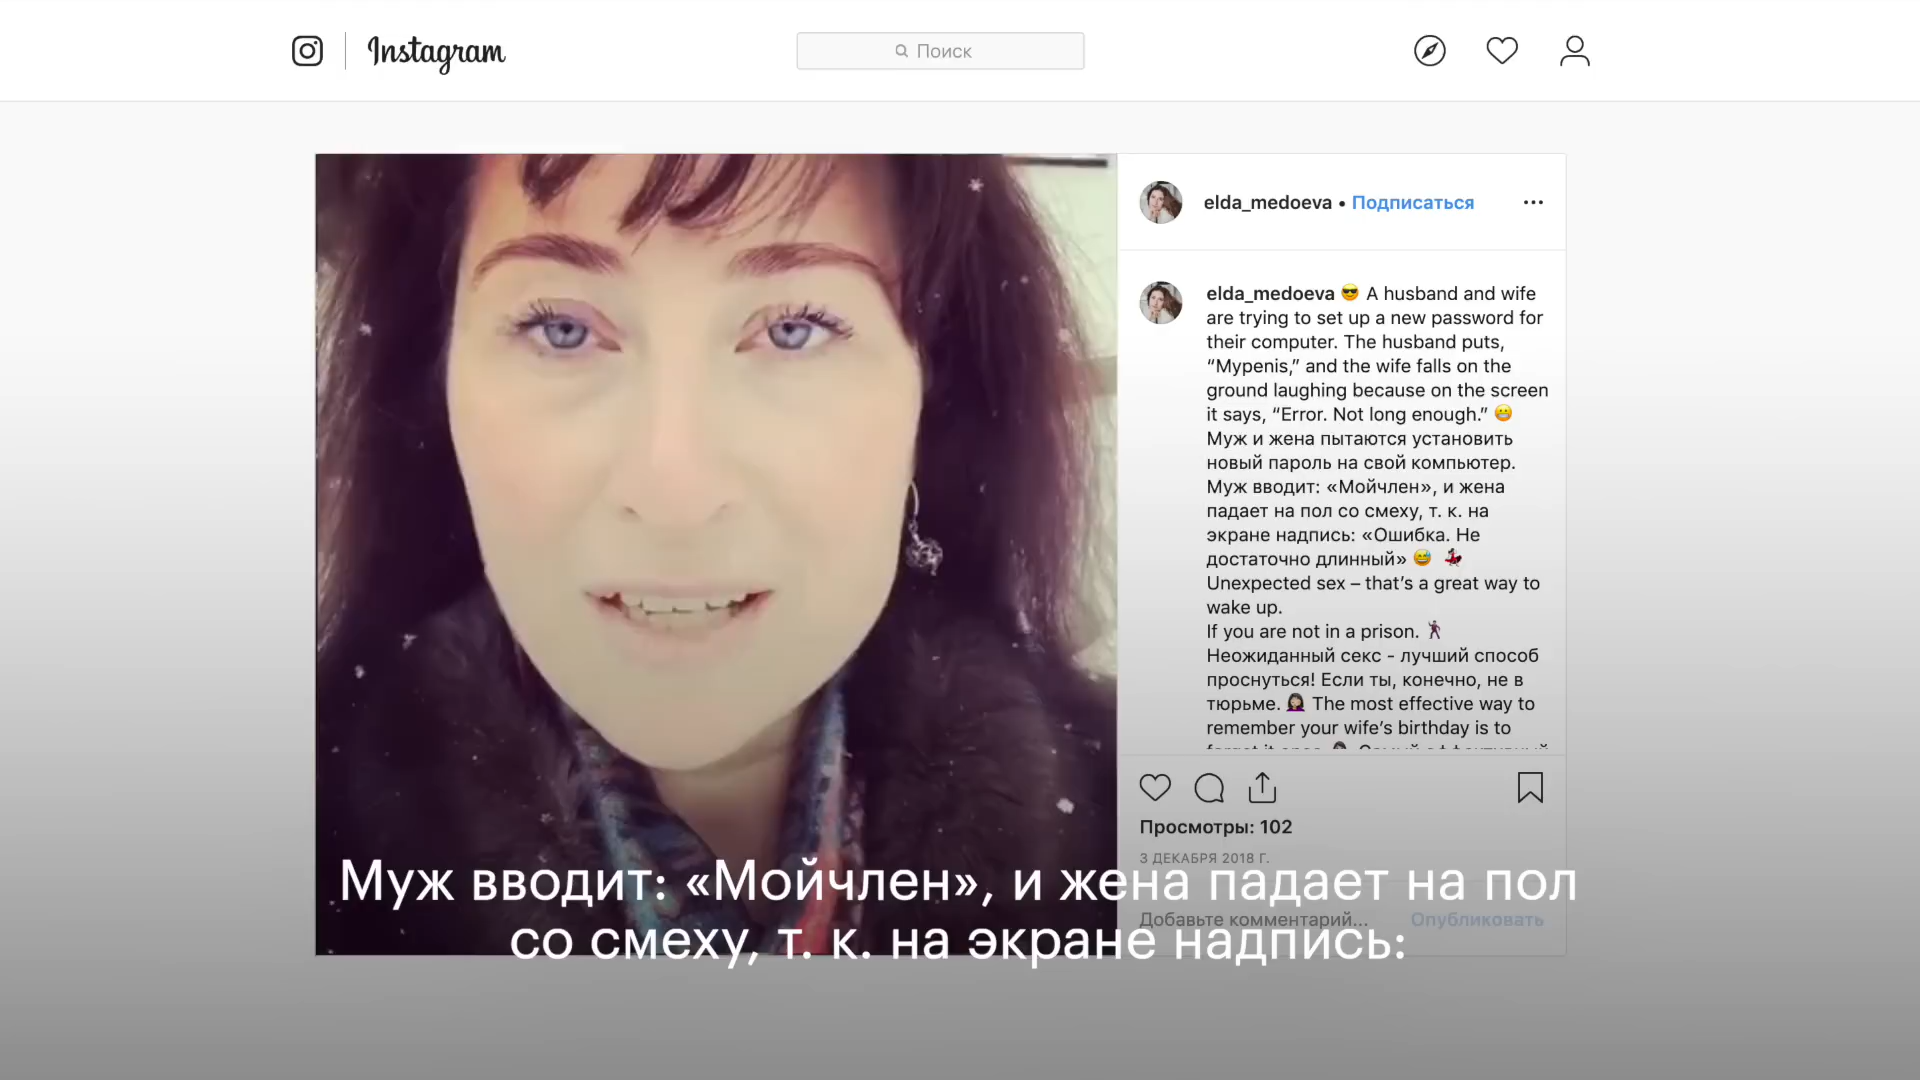 Instagram
Поиск
elda_medoeva • Подписаться
elda_medoeva 😎 A husband and wife
are trying to set up a new password for
their computer. The husband puts,
“Mypenis,” and the wife falls on the
ground laughing because on the screen
it says, “Error. Not long enough.” 😁
Муж и жена пытаются установить
новый пароль на свой компьютер.
Муж вводит: «Мойчлен», и жена
падает на пол со смеху, т. к. на
экране надпись: «Ошибка. Не
достаточно длинный» 😅 💃
Unexpected sex – that’s a great way to
wake up.
If you are not in a prison. 🕺
Неожиданный секс - лучший способ
проснуться! Если ты, конечно, не в
тюрьме. 🙍🏽‍♀️ The most effective way to
remember your wife’s birthday is to
Просмотры: 102
3 ДЕКАБРЯ 2018 Г.
Добавьте комментарий... Опубликовать
Муж вводит: «Мойчлен», и жена падает на пол
со смеху, т. к. на экране надпись: